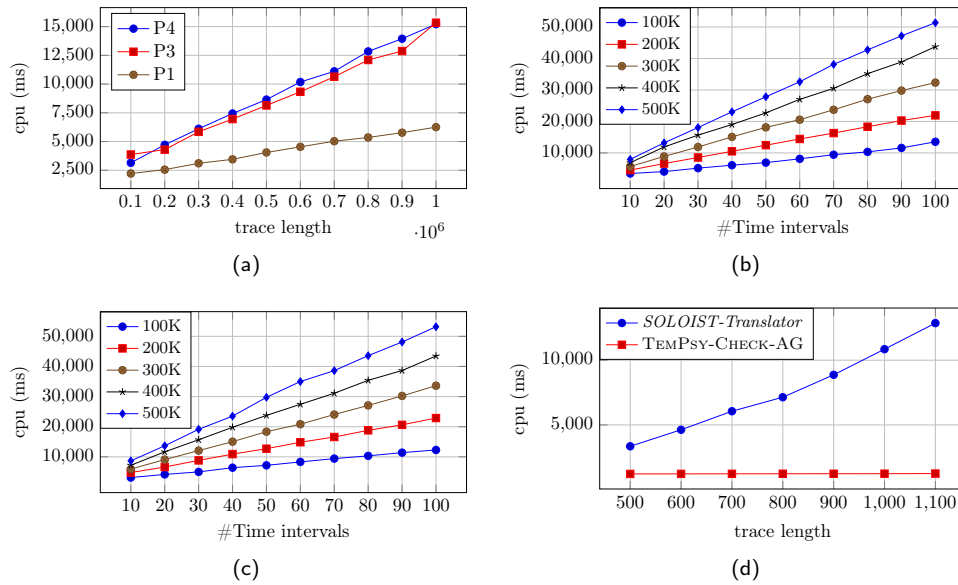 15,000
12,500
10,000
7,500
5,000
2,500
cpu (ms)
P4
P3
P1
0.1 0.2 0.3 0.4 0.5 0.6 0.7 0.8 0.9 1
trace length
·10^6
(a)
50,000
40,000
30,000
20,000
10,000
cpu (ms)
100K
200K
300K
400K
500K
10 20 30 40 50 60 70 80 90 100
#Time intervals
(b)
50,000
40,000
30,000
20,000
10,000
cpu (ms)
100K
200K
300K
400K
500K
10 20 30 40 50 60 70 80 90 100
#Time intervals
(c)
10,000
5,000
cpu (ms)
SOLOIST-Translator
TEMPSY-CHECK-AG
500 600 700 800 900 1,000 1,100
trace length
(d)